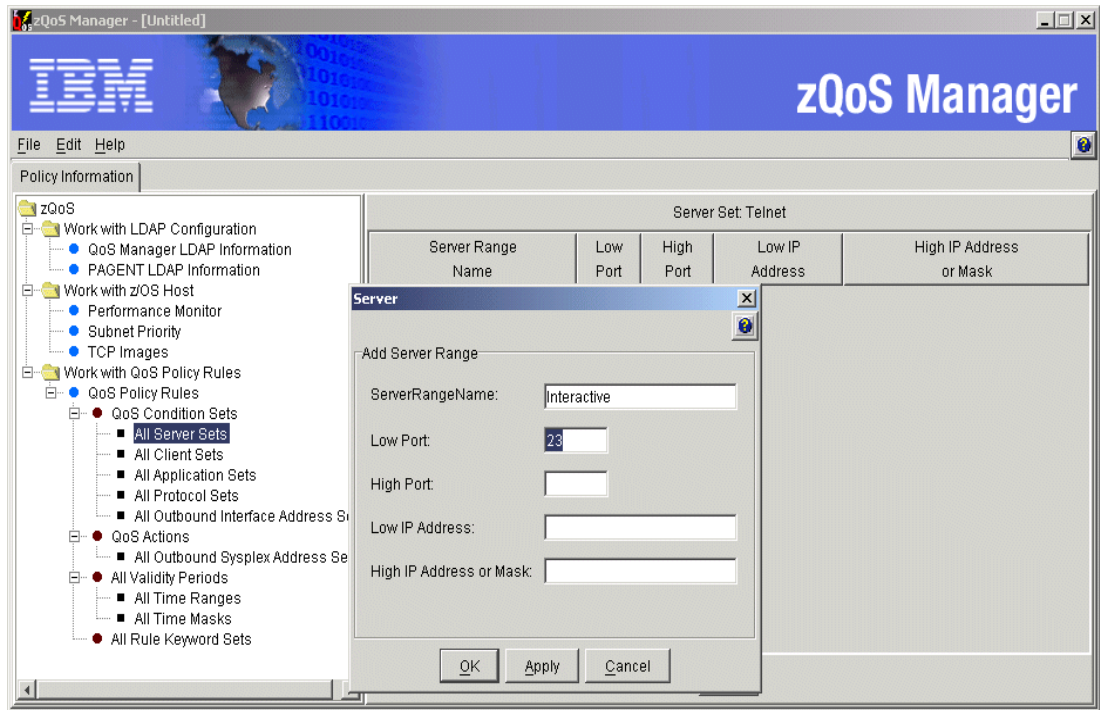 zQoS Manager - [Untitled]
IBM
zQoS Manager
File Edit Help
Policy Information
zQoS
Work with LDAP Configuration
QoS Manager LDAP Information
PAGENT LDAP Information
Work with z/OS Host
Performance Monitor
Subnet Priority
TCP Images
Work with QoS Policy Rules
QoS Policy Rules
QoS Condition Sets
All Server Sets
All Client Sets
All Application Sets
All Protocol Sets
All Outbound Interface Address S
QoS Actions
All Outbound Sysplex Address Se
All Validity Periods
All Time Ranges
All Time Masks
All Rule Keyword Sets
Server Set: Telnet
Server Range Name
Low Port
High Port
Low IP Address
High IP Address or Mask
Server
Add Server Range
ServerRangeName: Interactive
Low Port: 23
High Port:
Low IP Address:
High IP Address or Mask:
OK Apply Cancel